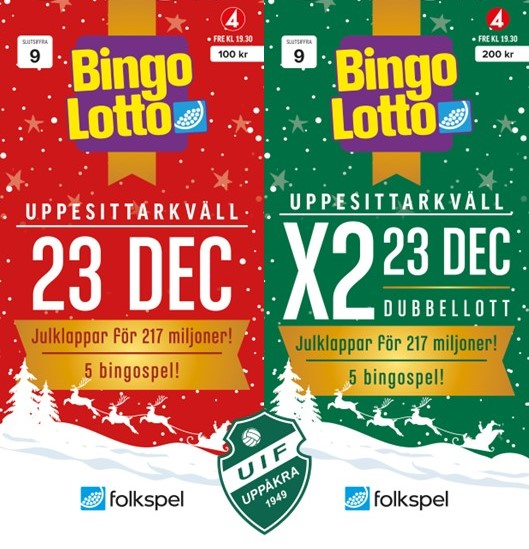 SLUTSIFFRA
9
4
• FRE KL 19.30
100 kr
Bingo
Lotto
UPPESITTARKVÄLL
23 DEC
Julklappar för 217 miljoner!
5 bingospel!
folkspel
SLUTSIFFRA
9
4
• FRE KL 19.30
200 kr
Bingo
Lotto
UPPESITTARKVÄLL
X2 23 DEC
DUBBELLOTT
Julklappar för 217 miljoner!
5 bingospel!
folkspel
UIF
UPPÅKRA
1949